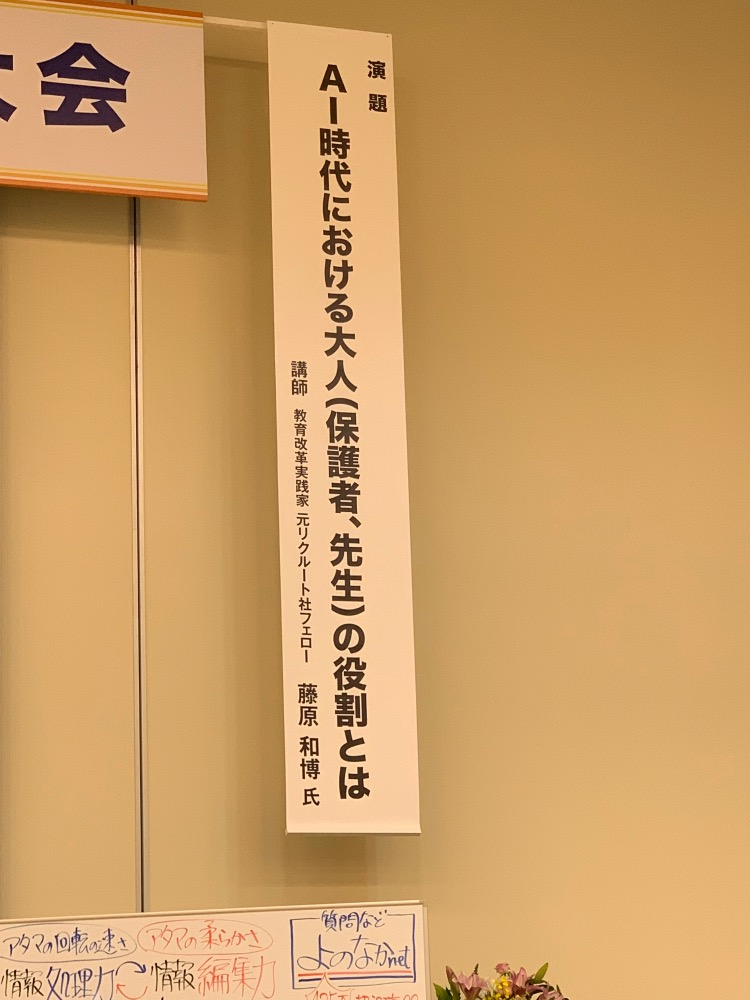 大会
演題
AI時代における大人(保護者、先生)の役割とは
講師 教育改革実践家 元リクルート社フェロー 藤原 和博 氏
アタマの回転の速さ
アタマの柔らかさ
情報処理力
情報編集力
質問など
よのなかnet